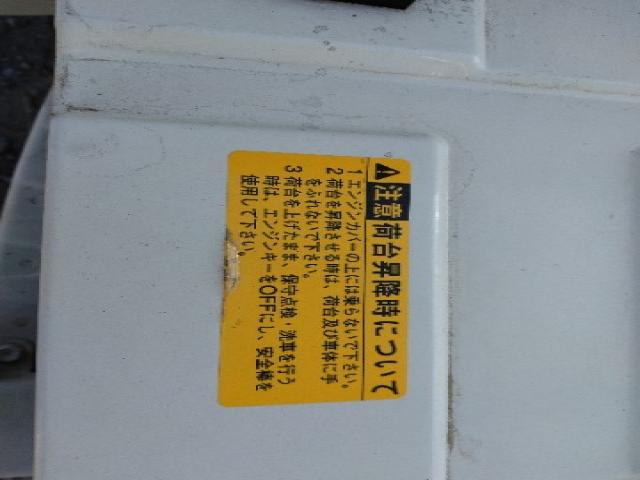 ⚠注意 荷台昇降時について
1 エンジンカバーの上には乗らないで下さい。
2 荷台を昇降させる時は、荷台及び車体に手
をふれないで下さい。
3 荷台を上げたまま、保守点検・洗車を行う
時は、エンジンキーをOFFにし、安全棒を
使用して下さい。